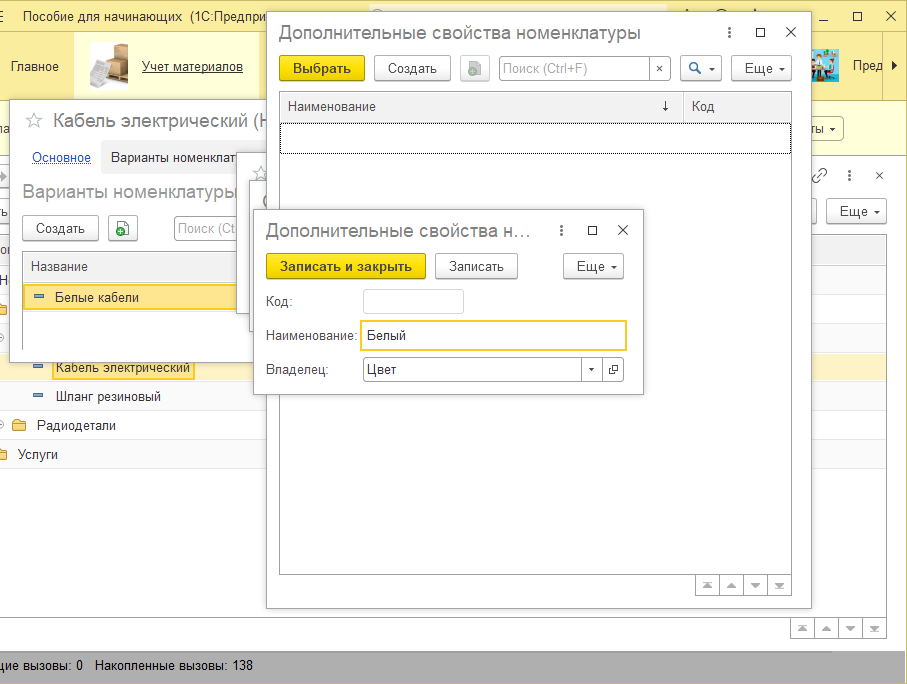 Пособие для начинающих (1С:Предпри
Главное
Учет материалов
Пред
Кабель электрический (Н
Основное
Варианты номенклат
Варианты номенклатуры
Создать
Поиск (Ct
Название
Белые кабели
Дополнительные свойства номенклатуры
Выбрать
Создать
Поиск (Ctrl+F)
×
Еще
Наименование
Код
Еще
Дополнительные свойства н...
Записать и закрыть
Записать
Еще
Код:
Наименование:
Белый
Владелец:
Цвет
Кабель электрический
Шланг резиновый
Радиодетали
Услуги
щие вызовы: 0 Накопленные вызовы: 138